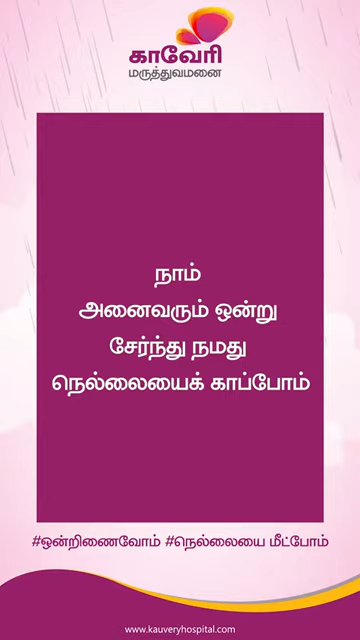 காவேரி
மருத்துவமனை
நாம்
அனைவரும் ஒன்று
சேர்ந்து நமது
நெல்லையைக் காப்போம்
#ஒன்றிணைவோம் #நெல்லையை மீட்போம்
www.kauveryhospital.com